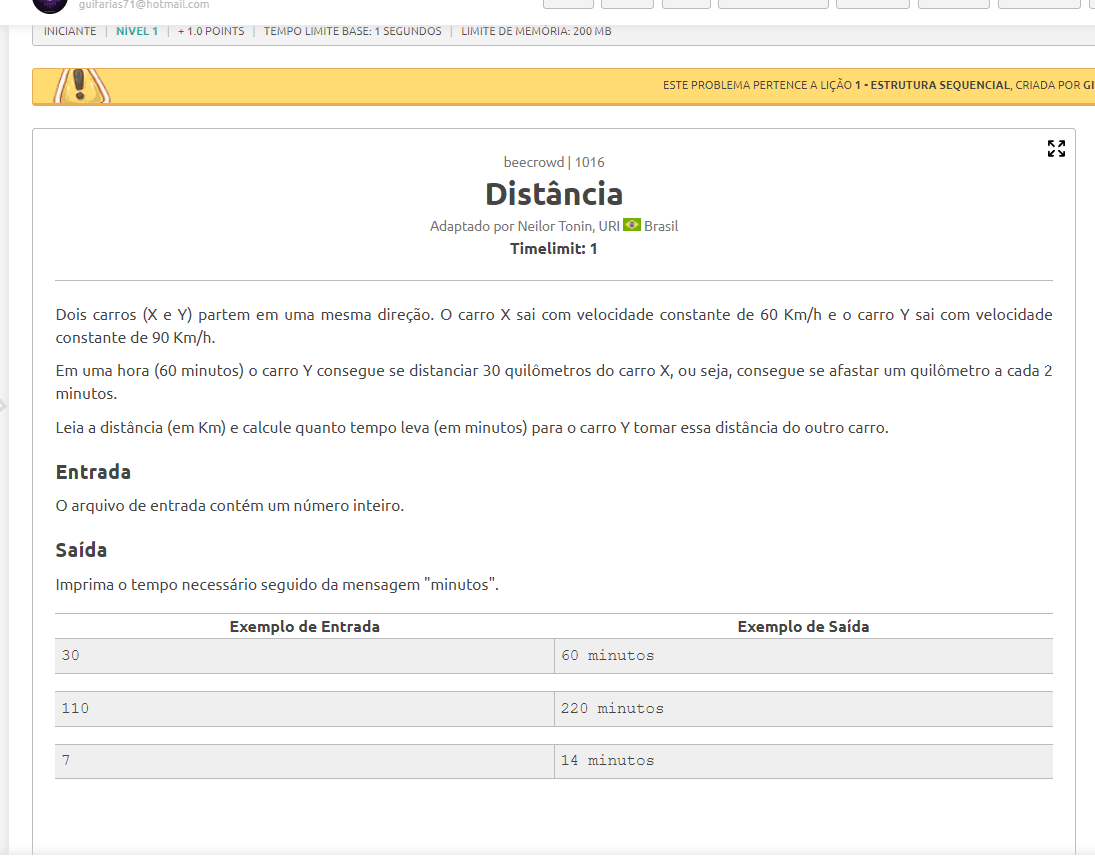 guifarias71@hotmail.com
INICIANTE | NÍVEL 1 | + 1.0 POINTS | TEMPO LIMITE BASE: 1 SEGUNDOS | LIMITE DE MEMÓRIA: 200 MB
ESTE PROBLEMA PERTENCE A LIÇÃO 1 - ESTRUTURA SEQUENCIAL, CRIADA POR GI
beecrowd | 1016
Distância
Adaptado por Neilor Tonin, URI Brasil
Timelimit: 1
Dois carros (X e Y) partem em uma mesma direção. O carro X sai com velocidade constante de 60 Km/h e o carro Y sai com velocidade
constante de 90 Km/h.
Em uma hora (60 minutos) o carro Y consegue se distanciar 30 quilômetros do carro X, ou seja, consegue se afastar um quilômetro a cada 2
minutos.
Leia a distância (em Km) e calcule quanto tempo leva (em minutos) para o carro Y tomar essa distância do outro carro.
Entrada
O arquivo de entrada contém um número inteiro.
Saída
Imprima o tempo necessário seguido da mensagem "minutos".
Exemplo de Entrada Exemplo de Saída
30 60 minutos
110 220 minutos
7 14 minutos